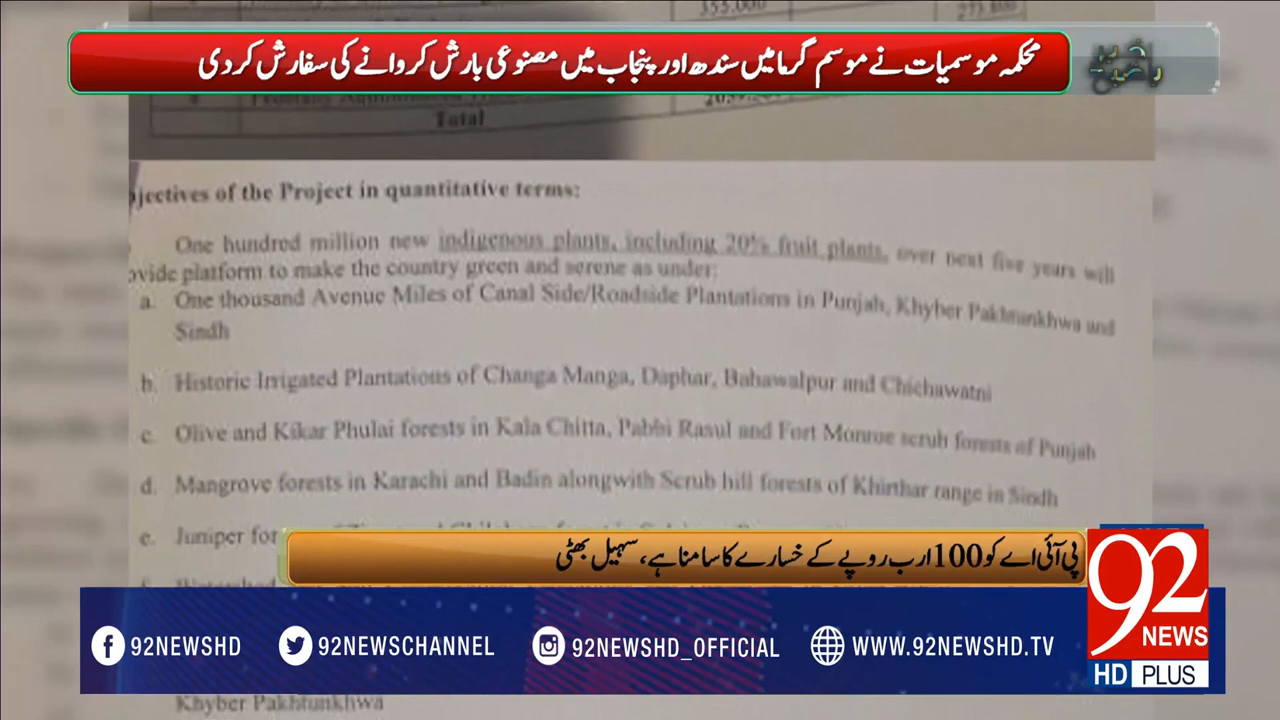 355,000
محکمہ موسمیات نے موسم گرما میں سندھ اور پنجاب میں مصنوعی بارش کروانے کی سفارش کر دی
Total
bjectives of the Project in quantitative terms:
One hundred million new indigenous plants, including 20% fruit plants, over next five years will
ovide platform to make the country green and serene as under:
a. One thousand Avenue Miles of Canal Side/Roadside Plantations in Punjab, Khyber Pakhtunkhwa and
Sindh
b. Historic Irrigated Plantations of Changa Manga, Daphar, Bahawalpur and Chichawatni
c. Olive and Kikar Phulai forests in Kala Chitta, Pabbi Rasul and Fort Monroe scrub forests of Punjab
d. Mangrove forests in Karachi and Badin alongwith Scrub hill forests of Khirthar range in Sindh
e. Juniper for
پی آئی اے کو 100 ارب روپے کے خسارے کا سامنا ہے، سہیل بھٹی
92
NEWS
HD PLUS
92NEWSHD
92NEWSCHANNEL
92NEWSHD_OFFICIAL
WWW.92NEWSHD.TV
Khyber Pakhtunkhwa